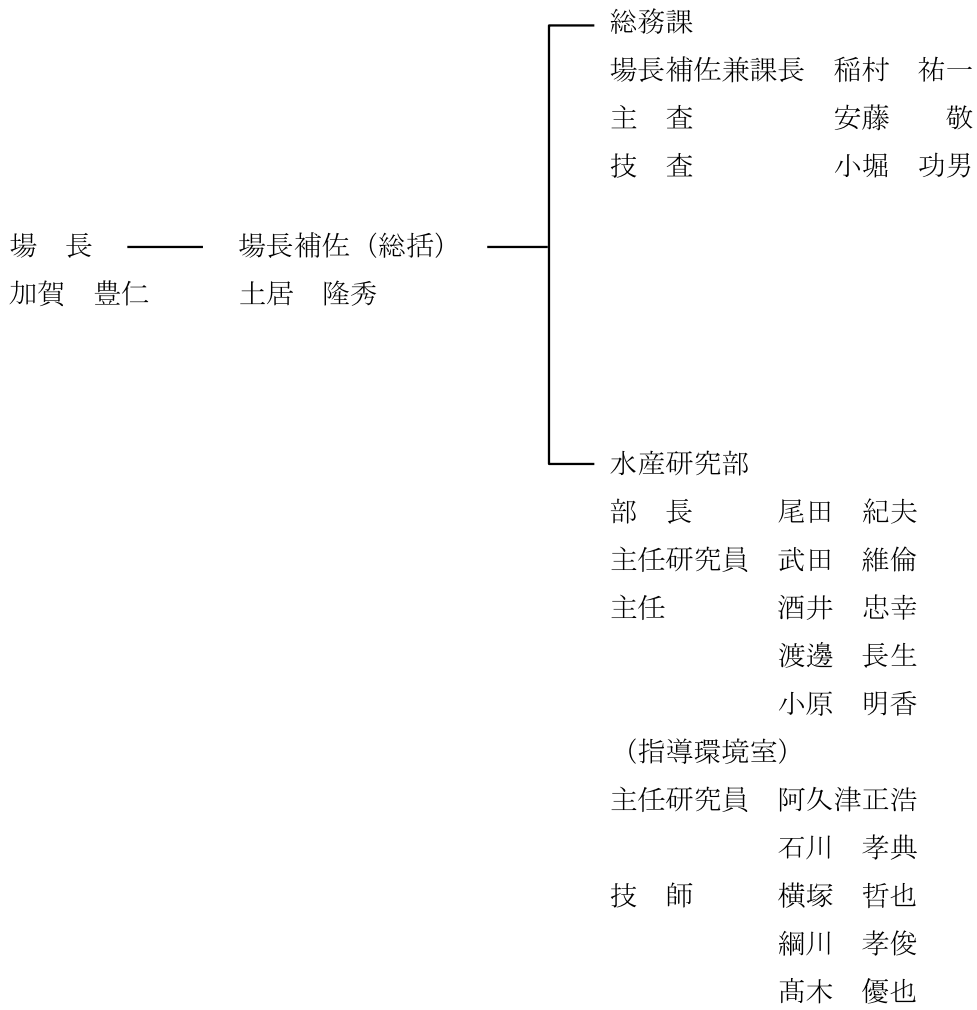 場　長　場長補佐（総括）
加賀　豊仁　土居　隆秀
総務課
場長補佐兼課長　稲村　祐一
主　査　安藤　　敬
技　査　小堀　功男
水産研究部
部　長　尾田　紀夫
主任研究員　武田　維倫
主任　酒井　忠幸
渡邊　長生
小原　明香
（指導環境室）
主任研究員　阿久津正浩
石川　孝典
技　師　横塚　哲也
綱川　孝俊
髙木　優也